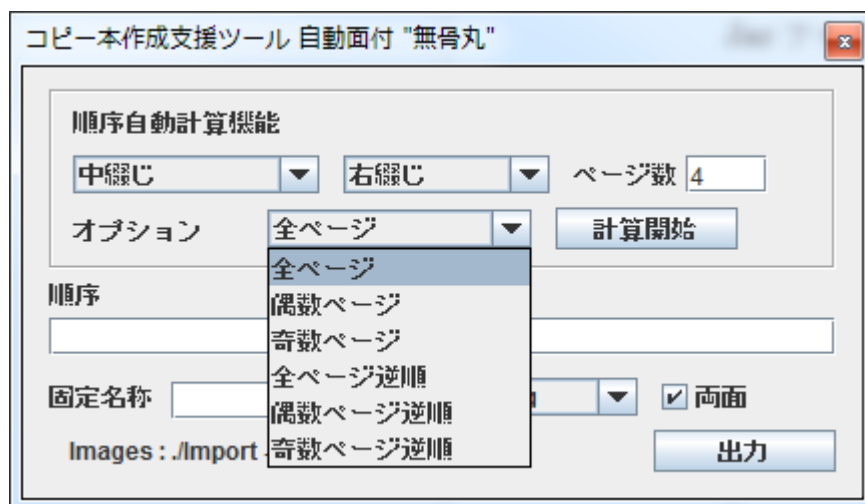 コピー本作成支援ツール 自動面付 "無骨丸"
順序自動計算機能
中綴じ 右綴じ ページ数 4
オプション 全ページ 計算開始
全ページ
偶数ページ
奇数ページ
全ページ逆順
偶数ページ逆順
奇数ページ逆順
順序
固定名称 両面
Images : ./Import
出力